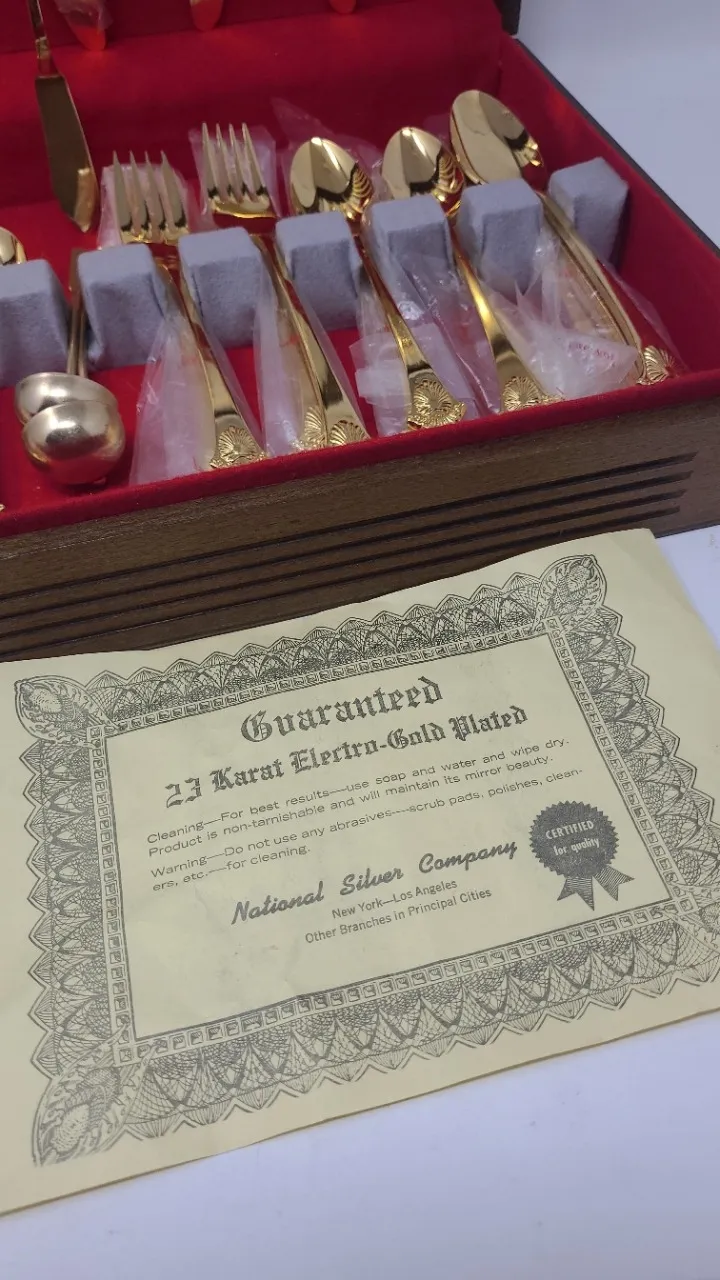 Guaranteed
23 Karat Electro-Gold Plated
Cleaning—For best results—use soap and water and wipe dry.
Product is non-tarnishable and will maintain its mirror beauty.
Warning—Do not use any abrasives—scrub pads, polishes, clean-
ers, etc.—for cleaning.
CERTIFIED
for quality
National Silver Company
New York—Los Angeles
Other Branches in Principal Cities